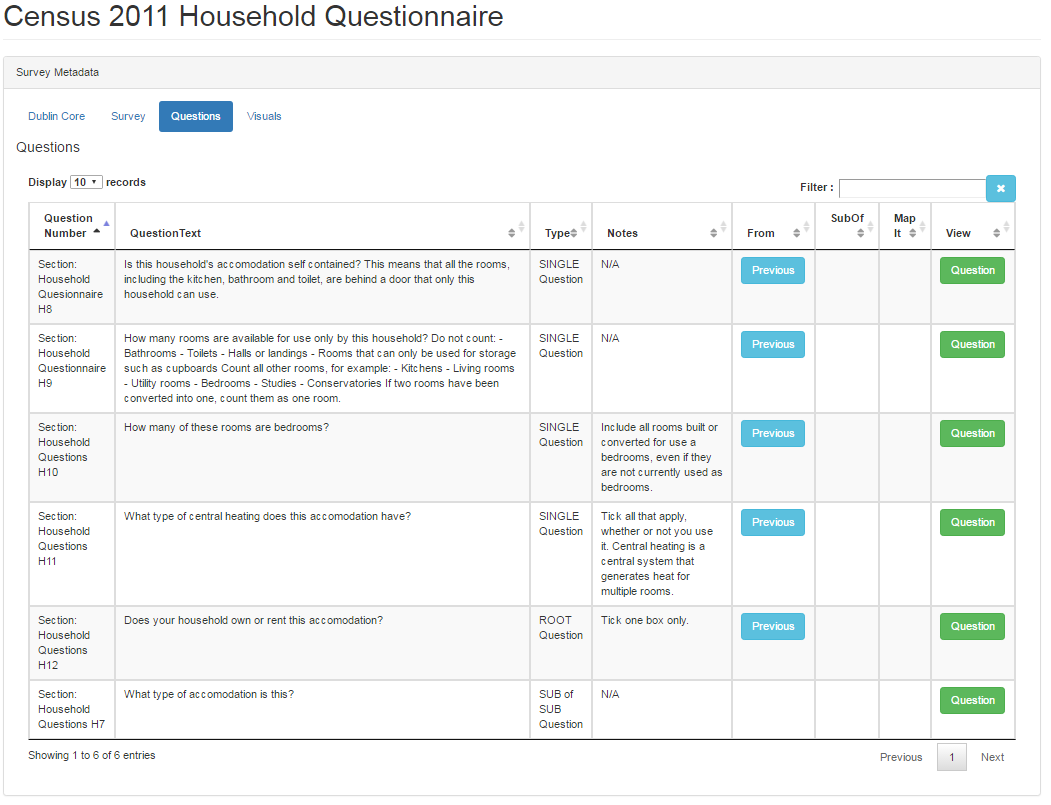 Census 2011 Household Questionnaire
Survey Metadata
Dublin Core Survey Questions Visuals
Questions
Display 10 records
Filter :
Question
Number
QuestionText
Type
Notes
From
SubOf
Map
It
View
Section:
Household
Quesionnaire
H8
Is this household's accomodation self contained? This means that all the rooms,
including the kitchen, bathroom and toilet, are behind a door that only this
household can use.
SINGLE
Question
N/A
Previous
Question
Section:
Household
Questionnaire
H9
How many rooms are available for use only by this household? Do not count: -
Bathrooms - Toilets - Halls or landings - Rooms that can only be used for storage
such as cupboards Count all other rooms, for example: - Kitchens - Living rooms
- Utility rooms - Bedrooms - Studies - Conservatories If two rooms have been
converted into one, count them as one room.
SINGLE
Question
N/A
Previous
Question
Section:
Household
Questions
H10
How many of these rooms are bedrooms?
SINGLE
Question
Include all rooms built or
converted for use a
bedrooms, even if they
are not currently used as
bedrooms.
Previous
Question
Section:
Household
Questions
H11
What type of central heating does this accomodation have?
SINGLE
Question
Tick all that apply,
whether or not you use
it. Central heating is a
central system that
generates heat for
multiple rooms.
Previous
Question
Section:
Household
Questions
H12
Does your household own or rent this accomodation?
ROOT
Question
Tick one box only.
Previous
Question
Section:
Household
Questions H7
What type of accomodation is this?
SUB of
SUB
Question
N/A
Question
Showing 1 to 6 of 6 entries
Previous 1 Next